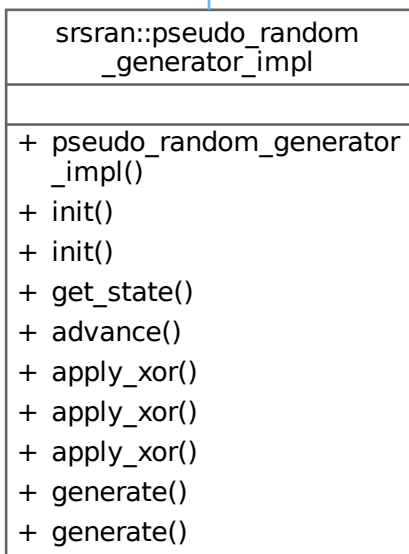 srsran::pseudo_random
_generator_impl
+ pseudo_random_generator
_impl()
+ init()
+ init()
+ get_state()
+ advance()
+ apply_xor()
+ apply_xor()
+ apply_xor()
+ generate()
+ generate()